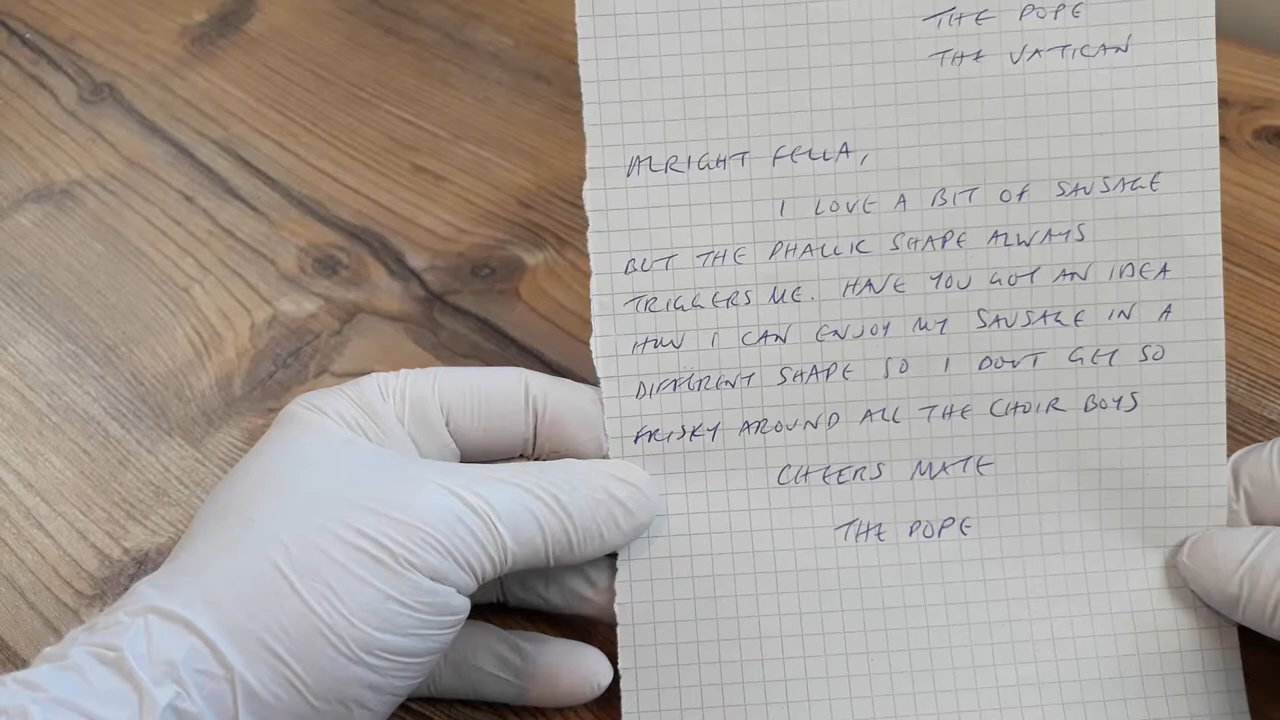 THE POPE
THE VATICAN
ALRIGHT FELLA,
I LOVE A BIT OF SAUSAGE
BUT THE PHALLIC SHAPE ALWAYS
TRIGGERS ME. HAVE YOU GOT AN IDEA
HOW I CAN ENJOY MY SAUSAGE IN A
DIFFERENT SHAPE SO I DONT GET SO
FRISKY AROUND ALL THE CHOIR BOYS
CHEERS MATE
THE POPE